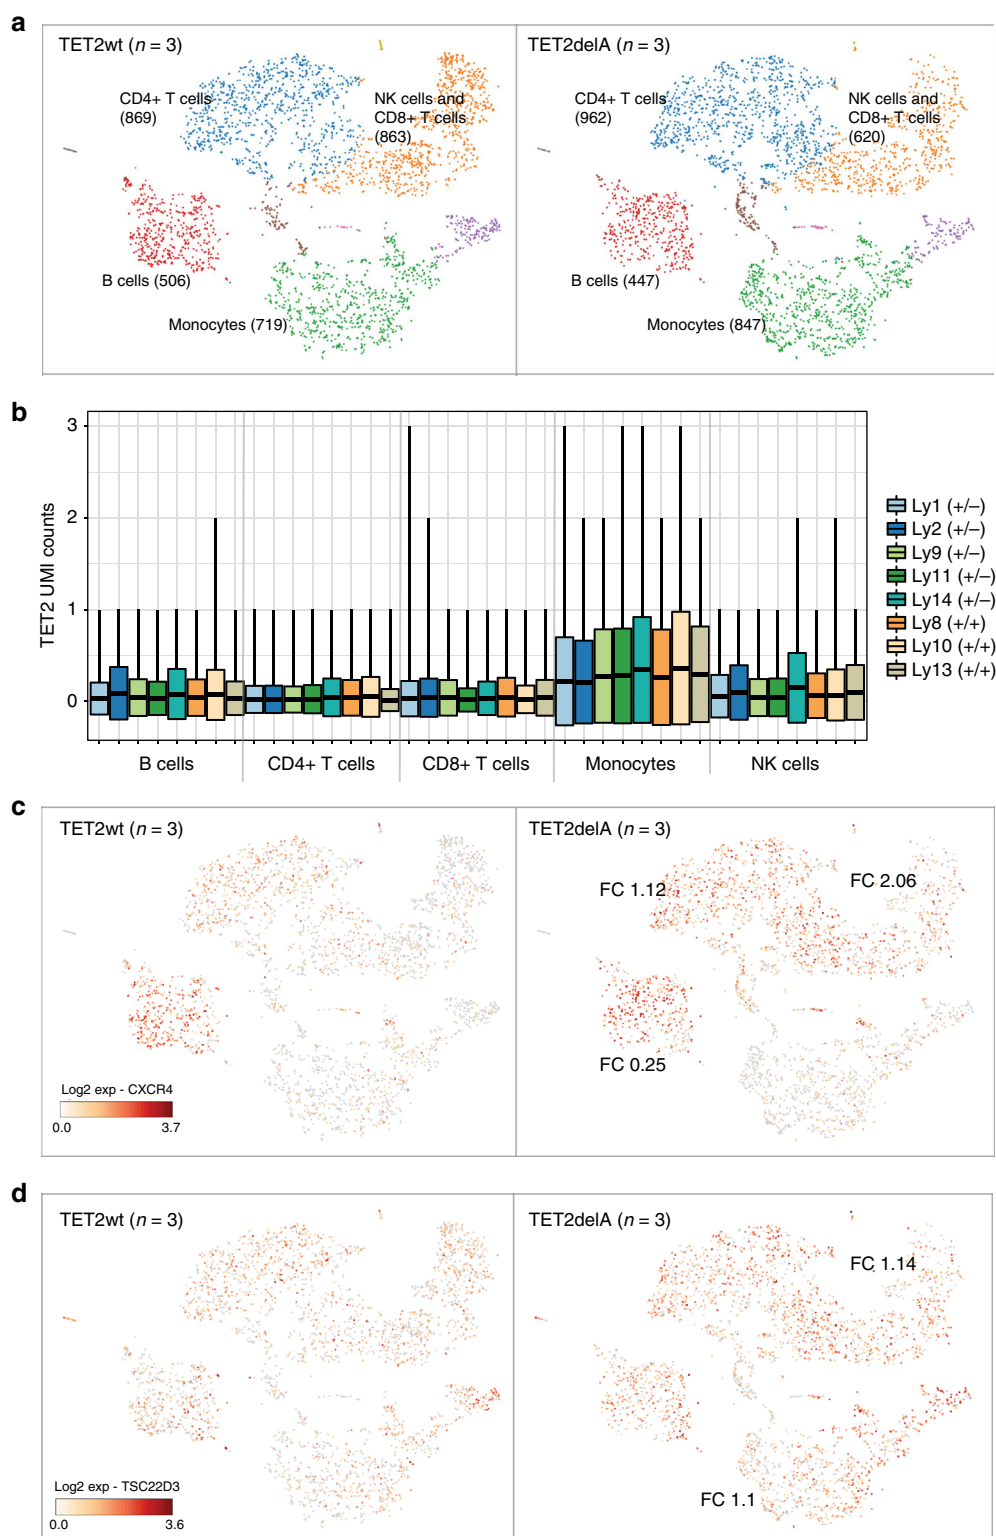 a
TET2wt (n = 3)
TET2delA (n = 3)
CD4+ T cells
(869)
NK cells and
CD8+ T cells
(863)
CD4+ T cells
(962)
NK cells and
CD8+ T cells
(620)
B cells (506)
Monocytes (719)
B cells (447)
Monocytes (847)
b
TET2 UMI counts
3
2
1
0
B cells
CD4+ T cells
CD8+ T cells
Monocytes
NK cells
Ly1 (+/–)
Ly2 (+/–)
Ly9 (+/–)
Ly11 (+/–)
Ly14 (+/–)
Ly8 (+/+)
Ly10 (+/+)
Ly13 (+/+)
c
TET2wt (n = 3)
TET2delA (n = 3)
FC 1.12
FC 2.06
FC 0.25
Log2 exp - CXCR4
0.0
3.7
d
TET2wt (n = 3)
TET2delA (n = 3)
FC 1.14
FC 1.1
Log2 exp - TSC22D3
0.0
3.6